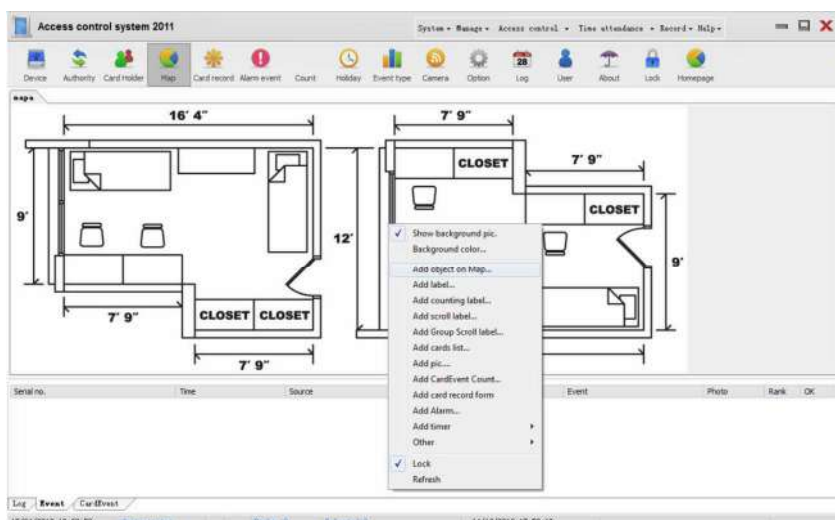 Access control system 2011
System Manage Access control Time attendance Record Help
Device Authority Card Holder Map Card record Alarm event Count Holiday Event type Camera Option Log User About Lock Homepage
28
maps
16' 4" 7' 9"
CLOSET 7' 9"
CLOSET
9' 12' 9'
7' 9" CLOSET CLOSET
7' 9"
Show background pic.
Background color...
Add object on Map...
Add label...
Add counting label...
Add scroll label...
Add Group Scroll label...
Add cards list...
Add pic....
Add CardEvent Count...
Add card record form
Add Alarm...
Add timer
Other
Lock
Refresh
Serial no. Time Source Event Photo Rank OK
Log Event CardEvent